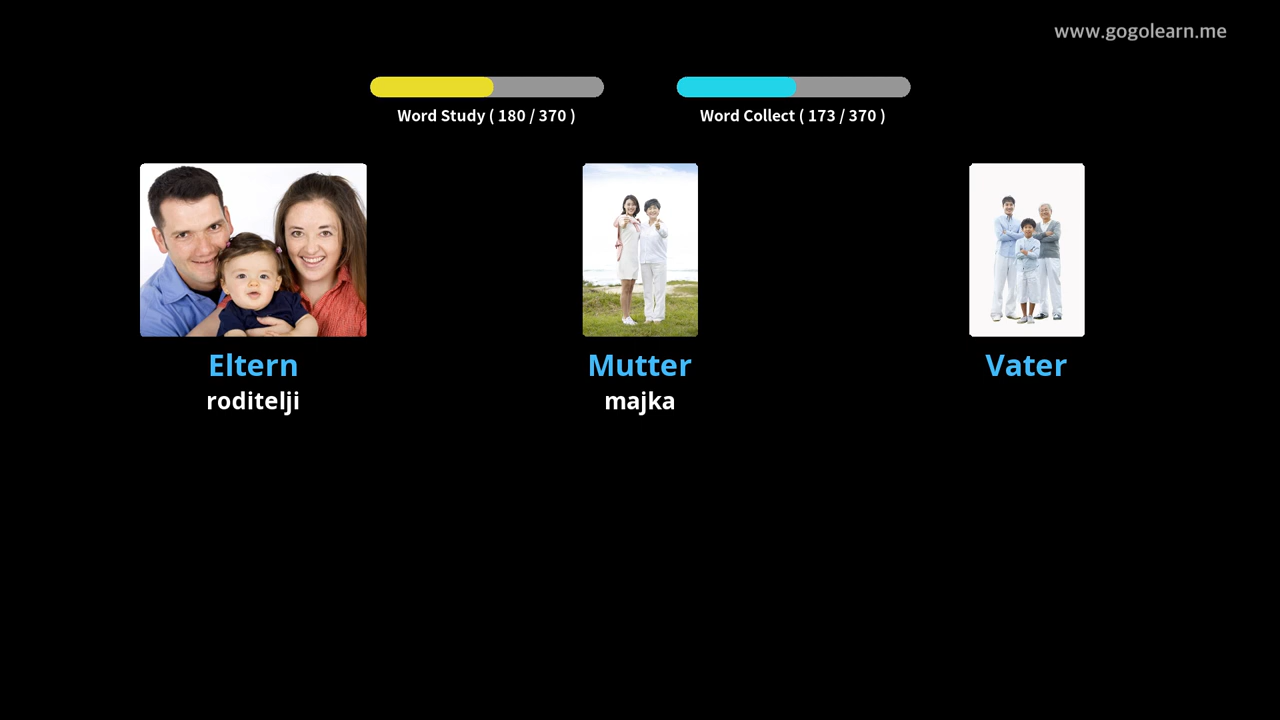 www.gogolearn.me
Word Study ( 180 / 370 )
Word Collect ( 173 / 370 )
Eltern
Mutter
Vater
roditelji
majka